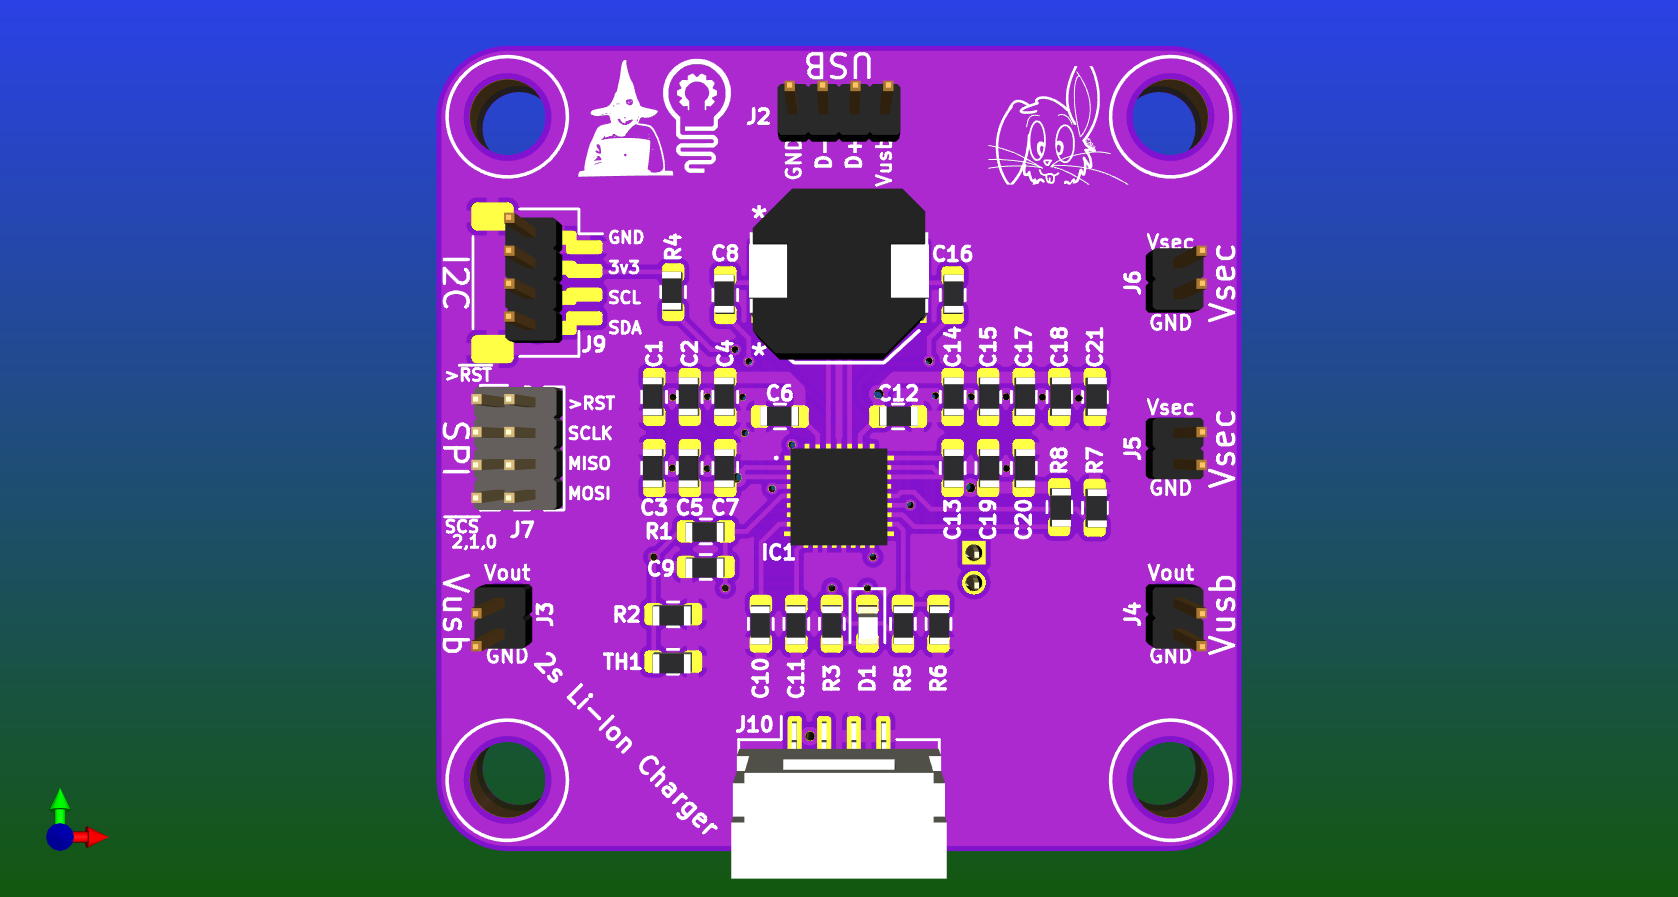 USB
J2
GND
D-
D+
Vusb
I2C
GND
3v3
SCL
SDA
J9
R4
C8
*
*
C16
Vsec
J6
GND
Vsec
C1
C2
C4
C6
C12
C14
C15
C17
C18
C21
>RST
>RST
SCLK
MISO
MOSI
SPI
SCS
2,1,0
J7
Vsec
J5
GND
Vsec
C3
C5
C7
R1
C9
IC1
C13
C19
C20
R8
R7
Vout
J3
GND
Vusb
R2
TH1
C10
C11
R3
D1
R5
R6
Vout
J4
GND
Vusb
2s Li-Ion Charger
J10